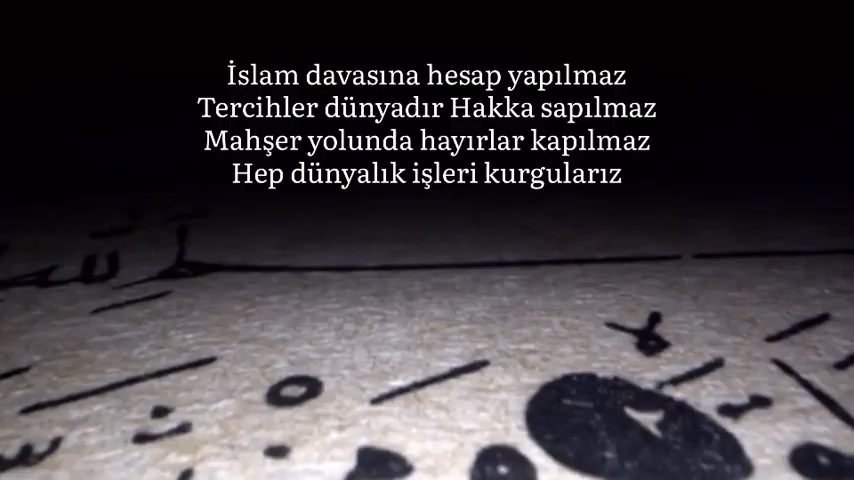 İslam davasına hesap yapılmaz
Tercihler dünyadır Hakka sapılmaz
Mahşer yolunda hayırlar kapılmaz
Hep dünyalık işleri kurgularız